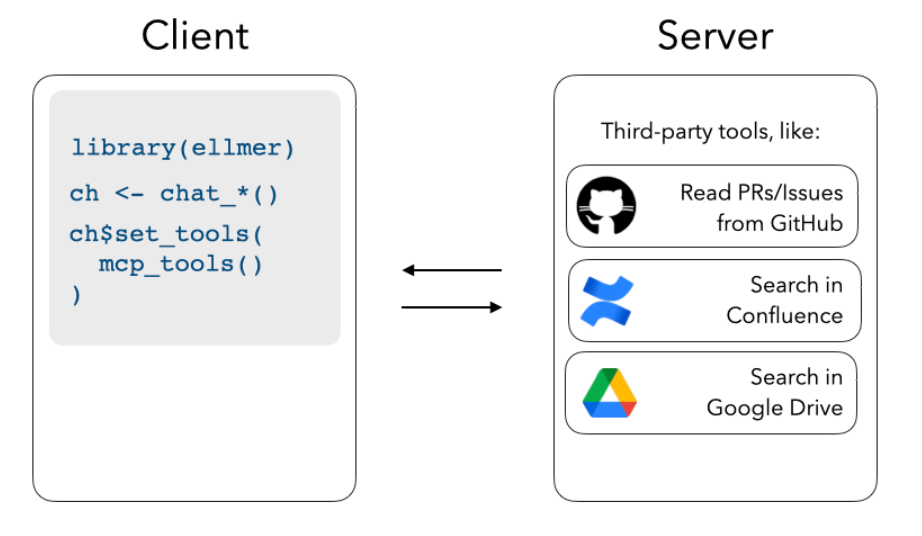 Client
Server
library(ellmer)
ch <- chat_*()
ch$set_tools(
  mcp_tools()
)
Third-party tools, like:
Read PRs/Issues
from GitHub
Search in
Confluence
Search in
Google Drive